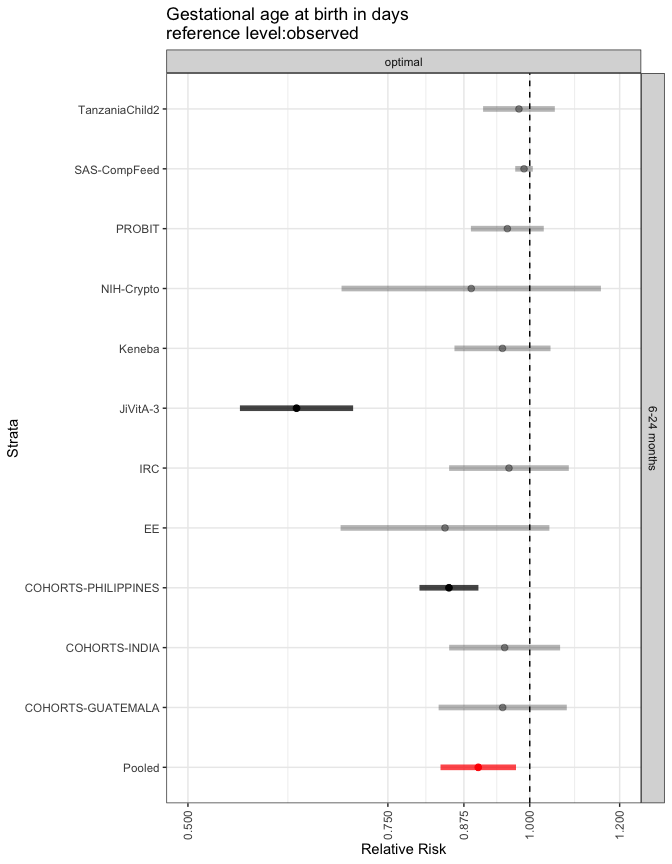 Gestational age at birth in days
reference level:observed
optimal
TanzaniaChild2
SAS-CompFeed
PROBIT
NIH-Crypto
Keneba
JiVitA-3
IRC
EE
COHORTS-PHILIPPINES
COHORTS-INDIA
COHORTS-GUATEMALA
Pooled
Strata
6-24 months
0.500
0.750
0.875
1.000
1.200
Relative Risk